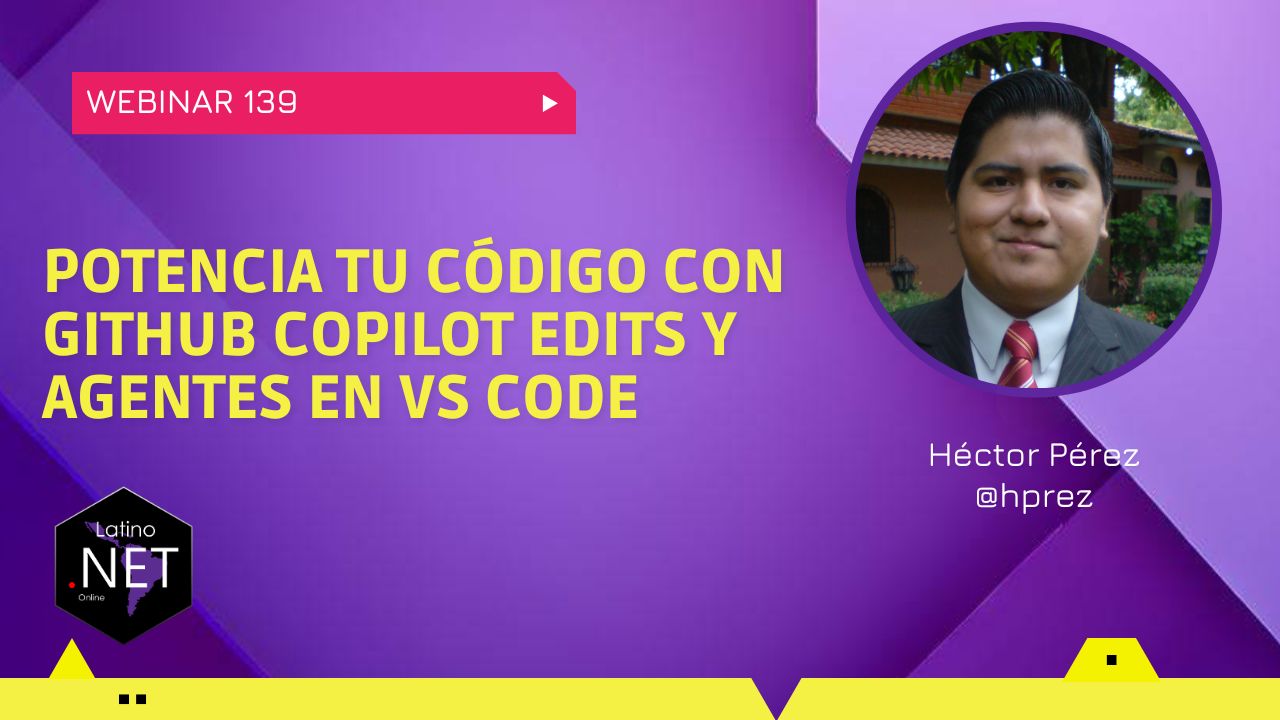 WEBINAR 139
POTENCIA TU CÓDIGO CON
GITHUB COPILOT EDITS Y
AGENTES EN VS CODE
Héctor Pérez
@hprez
Latino
.NET
Online